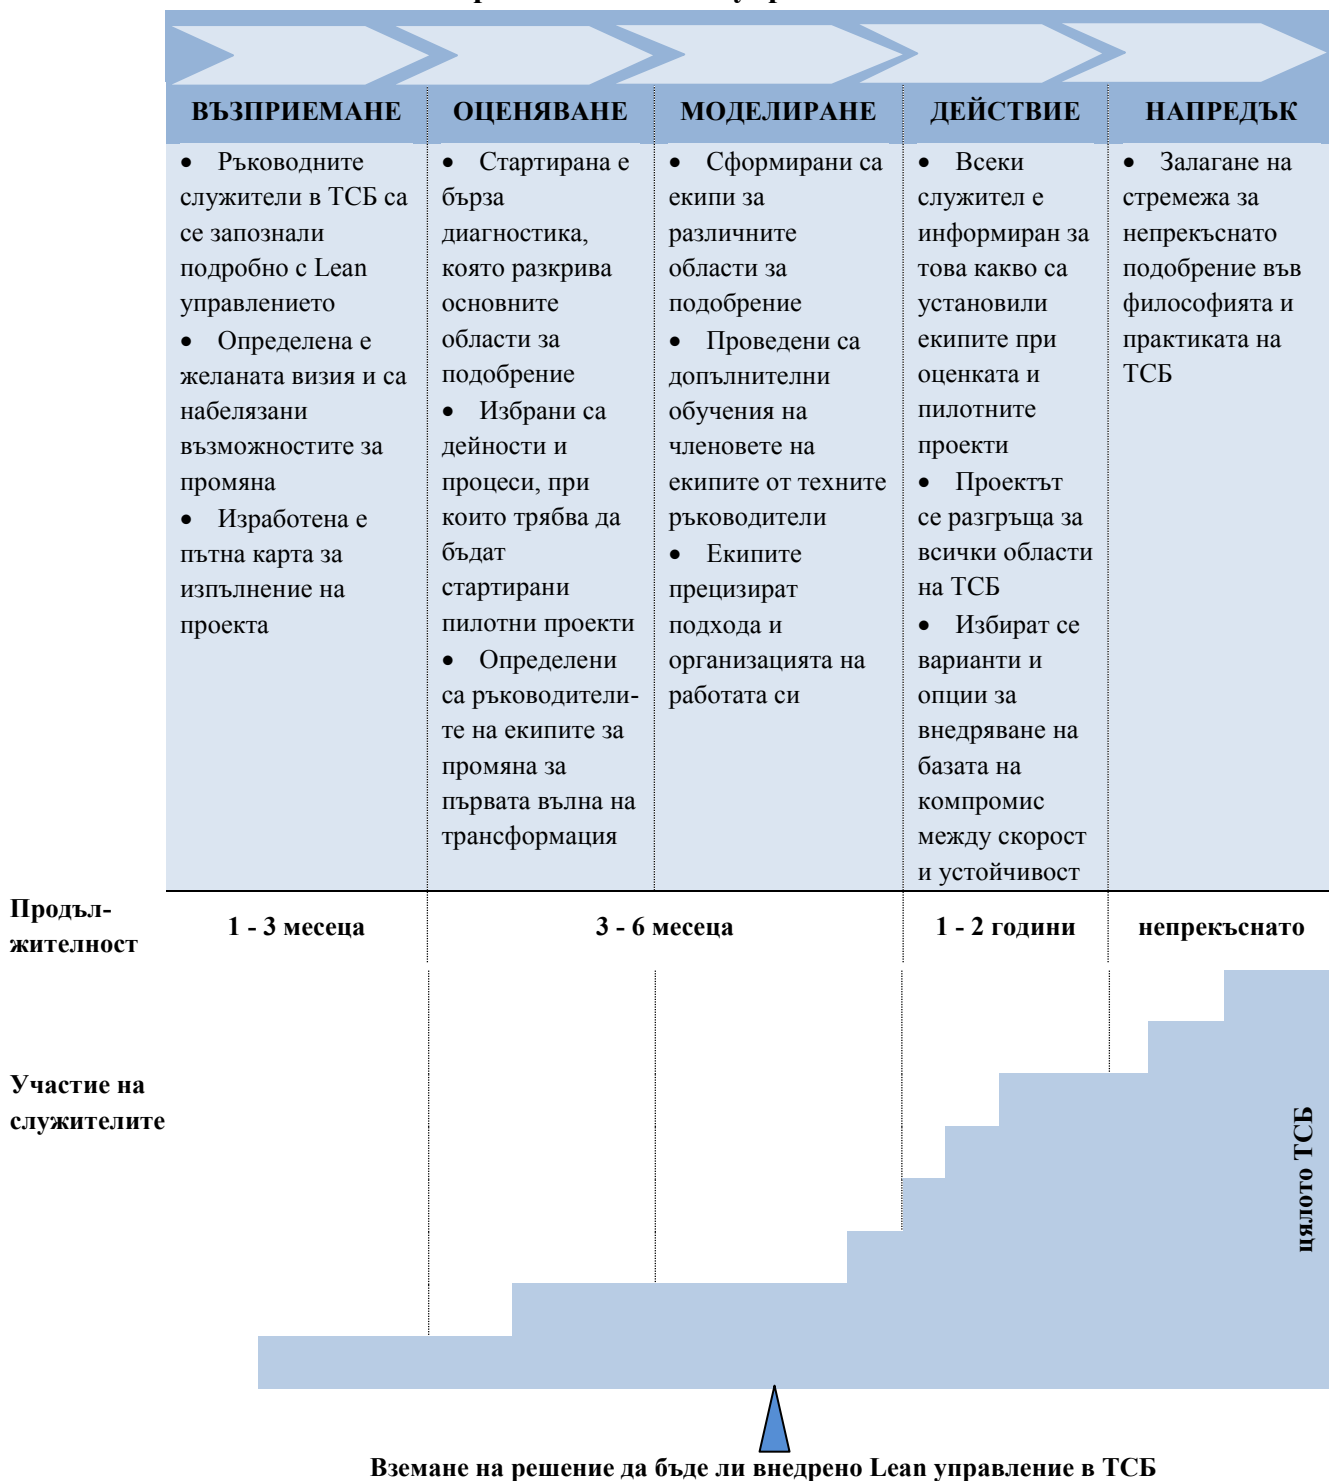 ВЪЗПРИЕМАНЕ
ОЦЕНЯВАНЕ
МОДЕЛИРАНЕ
ДЕЙСТВИЕ
НАПРЕДЪК
• Ръководните
служители в ТСБ са
се запознали
подробно с Lean
управлението
• Определена е
желаната визия и са
набелязани
възможностите за
промяна
• Изработена е
пътна карта за
изпълнение на
проекта
• Стартирана е
бърза
диагностика,
която разкрива
основните
области за
подобрение
• Избрани са
дейности и
процеси, при
които трябва да
бъдат
стартирани
пилотни проекти
• Определени
са ръководители-
те на екипите за
промяна за
първата вълна на
трансформация
• Сформирани са
екипи за
различните
области за
подобрение
• Проведени са
допълнителни
обучения на
членовете на
екипите от техните
ръководители
• Екипите
прецизират
подхода и
организацията на
работата си
• Всеки
служител е
информиран за
това какво са
установили
екипите при
оценката и
пилотните
проекти
• Проектът
се разгръща за
всички области
на ТСБ
• Избират се
варианти и
опции за
внедряване на
базата на
компромис
между скорост
и устойчивост
• Залагане на
стремежа за
непрекъснато
подобрение във
философията и
практиката на
ТСБ
Продъл-
жителност
1 - 3 месеца
3 - 6 месеца
1 - 2 години
непрекъснато
Участие на
служителите
цялото ТСБ
Вземане на решение да бъде ли внедрено Lean управление в ТСБ